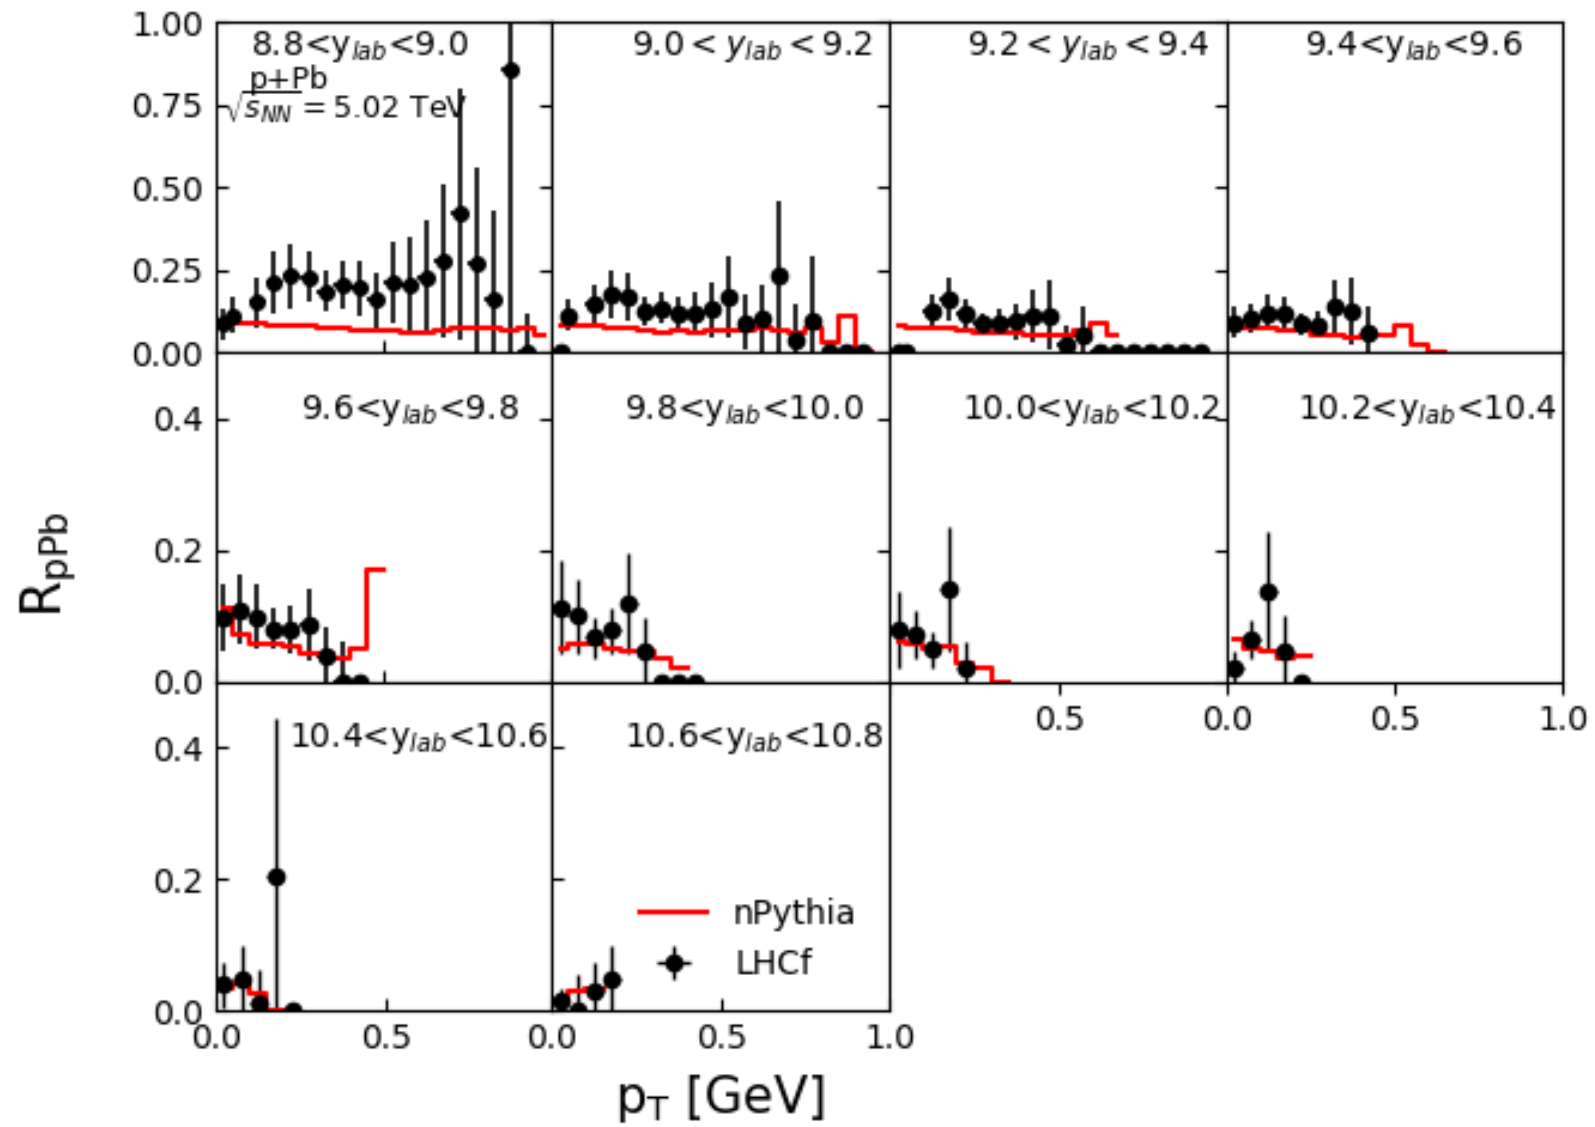 1.00 8.8<y_lab<9.0 9.0 < y_lab < 9.2 9.2 < y_lab < 9.4 9.4<y_lab<9.6
p+Pb
0.75 √s_NN = 5.02 TeV
0.50
0.25
0.00
0.4 9.6<y_lab<9.8 9.8<y_lab<10.0 10.0<y_lab<10.2 10.2<y_lab<10.4
R_pPb
0.2
0.0
0.5 0.0 0.5 1.0
0.4 10.4<y_lab<10.6 10.6<y_lab<10.8
0.2
nPythia
LHCf
0.0
0.0 0.5 0.0 0.5 1.0
p_T [GeV]